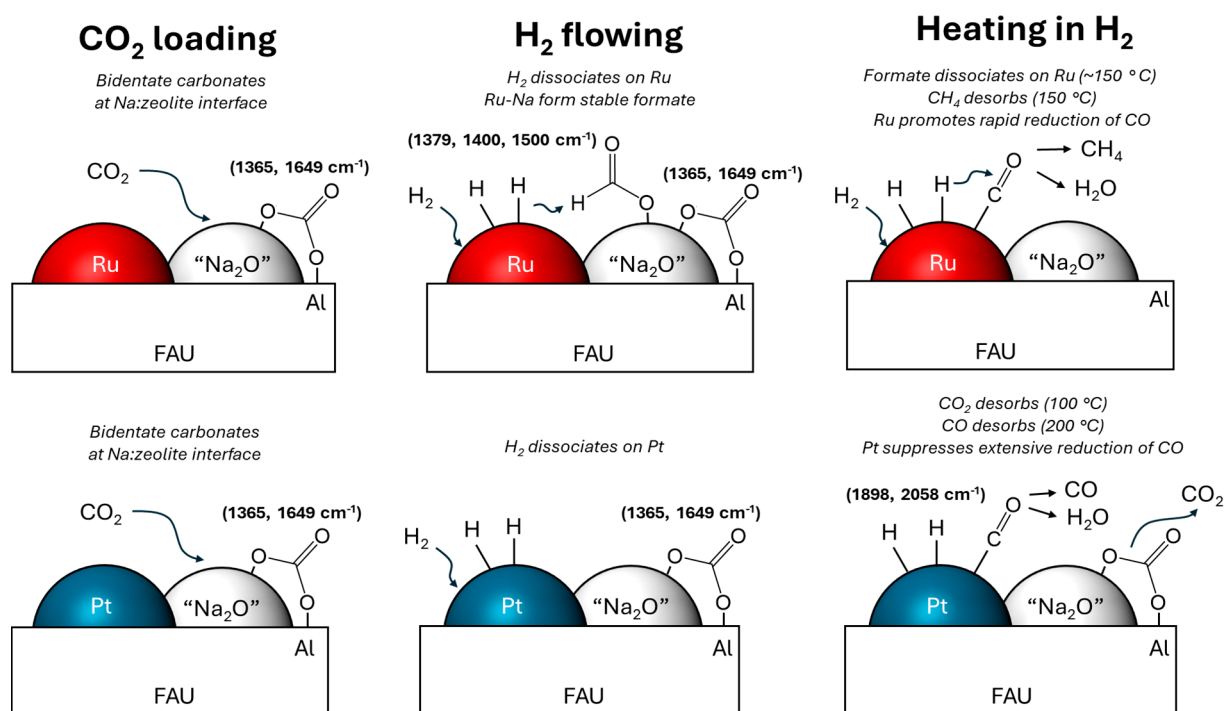 CO₂ loading
Bidentate carbonates
at Na:zeolite interface
CO₂
(1365, 1649 cm⁻¹)
O
O
O
Ru
"Na₂O"
Al
FAU
H₂ flowing
H₂ dissociates on Ru
Ru-Na form stable formate
(1379, 1400, 1500 cm⁻¹)
O
(1365, 1649 cm⁻¹)
H₂
H
H
H
O
O
O
O
Ru
"Na₂O"
Al
FAU
Heating in H₂
Formate dissociates on Ru (~150 °C)
CH₄ desorbs (150 °C)
Ru promotes rapid reduction of CO
O
CH₄
H₂
H
H
C
H₂O
Ru
"Na₂O"
Al
FAU
Bidentate carbonates
at Na:zeolite interface
CO₂
(1365, 1649 cm⁻¹)
O
O
O
Pt
"Na₂O"
Al
FAU
H₂ dissociates on Pt
(1365, 1649 cm⁻¹)
H₂
H
H
O
O
O
Pt
"Na₂O"
Al
FAU
CO₂ desorbs (100 °C)
CO desorbs (200 °C)
Pt suppresses extensive reduction of CO
(1898, 2058 cm⁻¹)
O
CO
CO₂
H
H
C
H₂O
O
O
O
Pt
"Na₂O"
Al
FAU